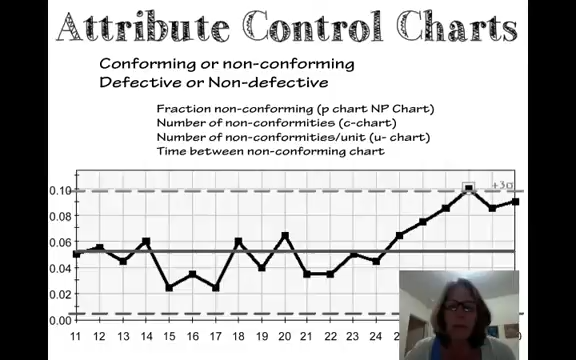 Attribute Control Charts
Conforming or non-conforming
Defective or Non-defective
Fraction non-conforming (p chart NP Chart)
Number of non-conformities (c-chart)
Number of non-conformities/unit (u- chart)
Time between non-conforming chart
+3σ
0.10
0.08
0.06
0.04
0.02
0.00
11 12 13 14 15 16 17 18 19 20 21 22 23 24